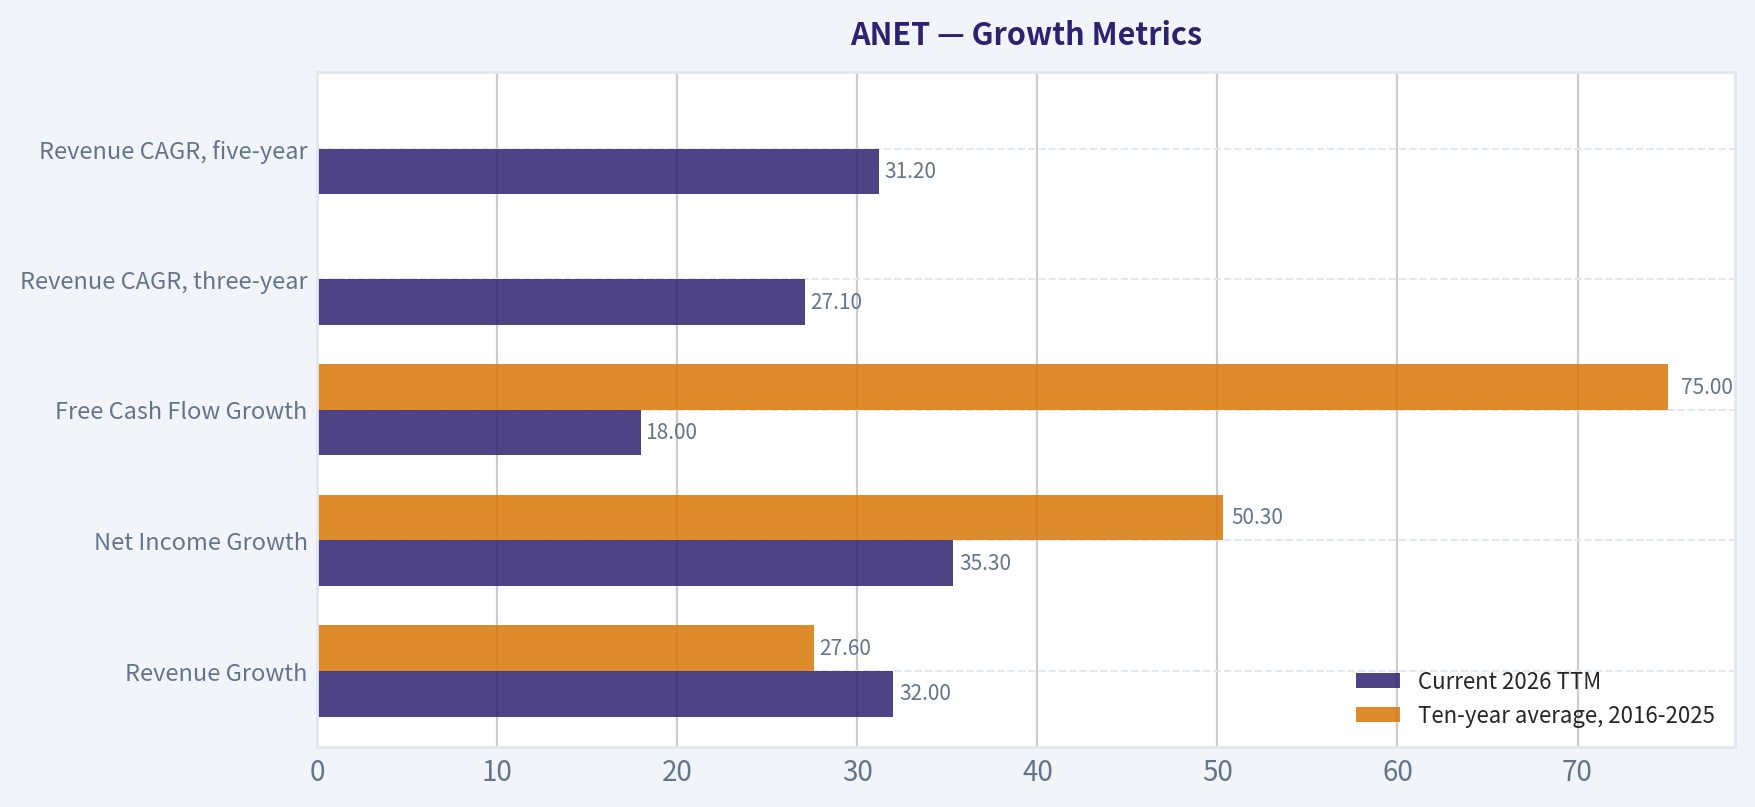 ANET — Growth Metrics
Revenue CAGR, five-year
31.20
Revenue CAGR, three-year
27.10
75.00
Free Cash Flow Growth
18.00
50.30
Net Income Growth
35.30
27.60
Revenue Growth
32.00
Current 2026 TTM
Ten-year average, 2016-2025
0 10 20 30 40 50 60 70